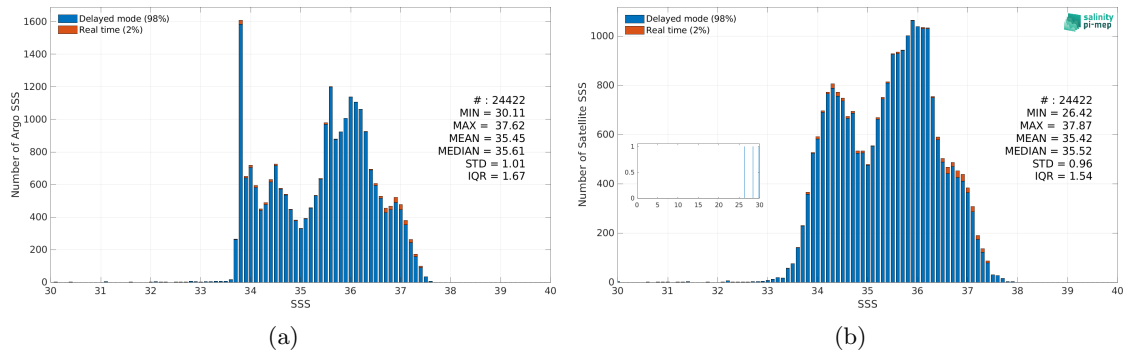 Delayed mode (98%)
Real time (2%)
# : 24422
MIN = 30.11
MAX = 37.62
MEAN = 35.45
MEDIAN = 35.61
STD = 1.01
IQR = 1.67
Number of Argo SSS
1600
1400
1200
1000
800
600
400
200
0
30 31 32 33 34 35 36 37 38 39 40
SSS
(a)
Delayed mode (98%)
Real time (2%)
salinity
pi-mep
# : 24422
MIN = 26.42
MAX = 37.87
MEAN = 35.42
MEDIAN = 35.52
STD = 0.96
IQR = 1.54
Number of Satellite SSS
1000
800
600
400
200
0
1
0.5
0
0 5 10 15 20 25 30
30 31 32 33 34 35 36 37 38 39 40
SSS
(b)